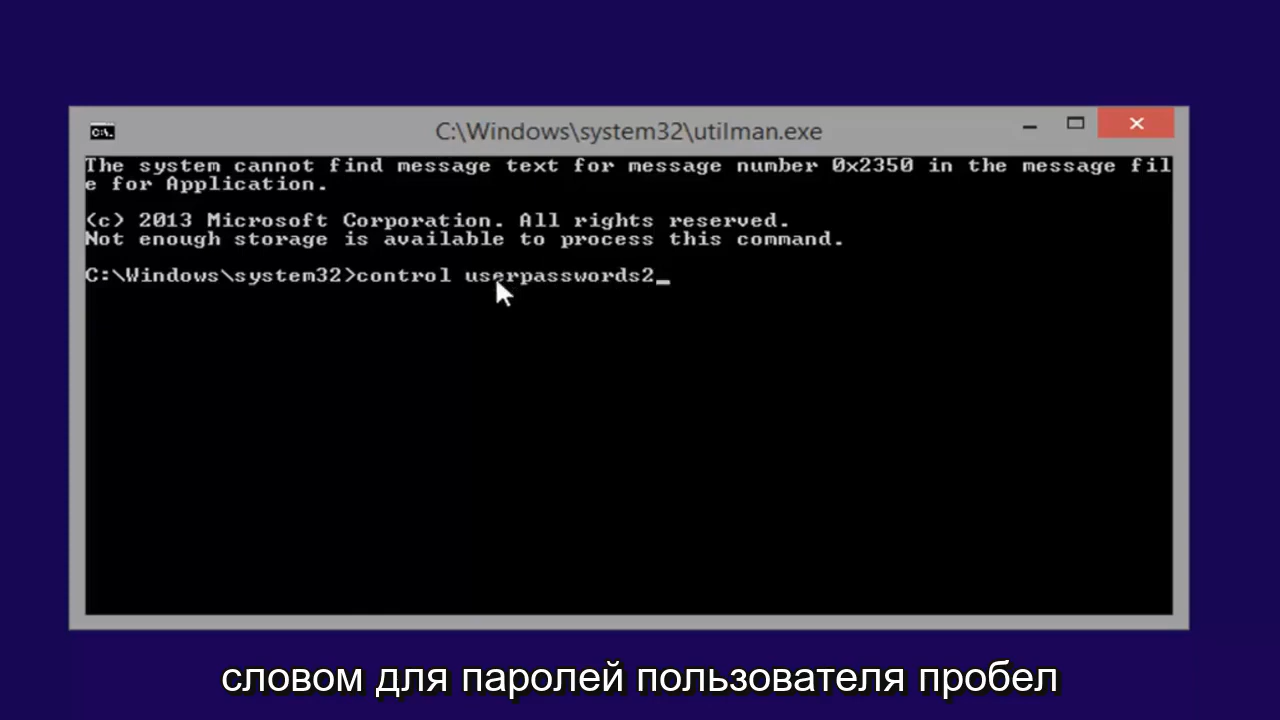 C:\Windows\system32\utilman.exe
The system cannot find message text for message number 0x2350 in the message fil
e for Application.
(c) 2013 Microsoft Corporation. All rights reserved.
Not enough storage is available to process this command.
C:\Windows\system32>control userpasswords2_
словом для паролей пользователя пробел